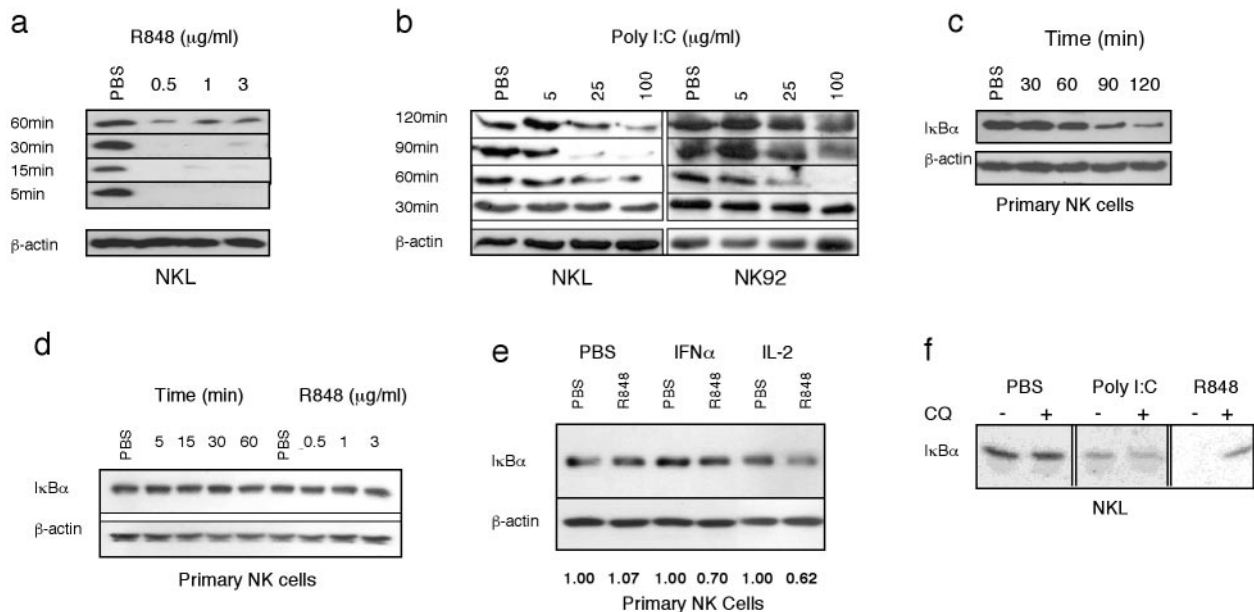 a
R848 (μg/ml)
PBS 0.5 1 3
60min
30min
15min
5min
β-actin
NKL
b
Poly I:C (μg/ml)
PBS 5 25 100 PBS 5 25 100
120min
90min
60min
30min
β-actin
NKL NK92
c
Time (min)
PBS 30 60 90 120
IκBα
β-actin
Primary NK cells
d
Time (min) R848 (μg/ml)
PBS 5 15 30 60 PBS 0.5 1 3
IκBα
β-actin
Primary NK cells
e
PBS IFNα IL-2
PBS R848 PBS R848 PBS R848
IκBα
β-actin
1.00 1.07 1.00 0.70 1.00 0.62
Primary NK Cells
f
PBS Poly I:C R848
CQ - + - + - +
IκBα
NKL